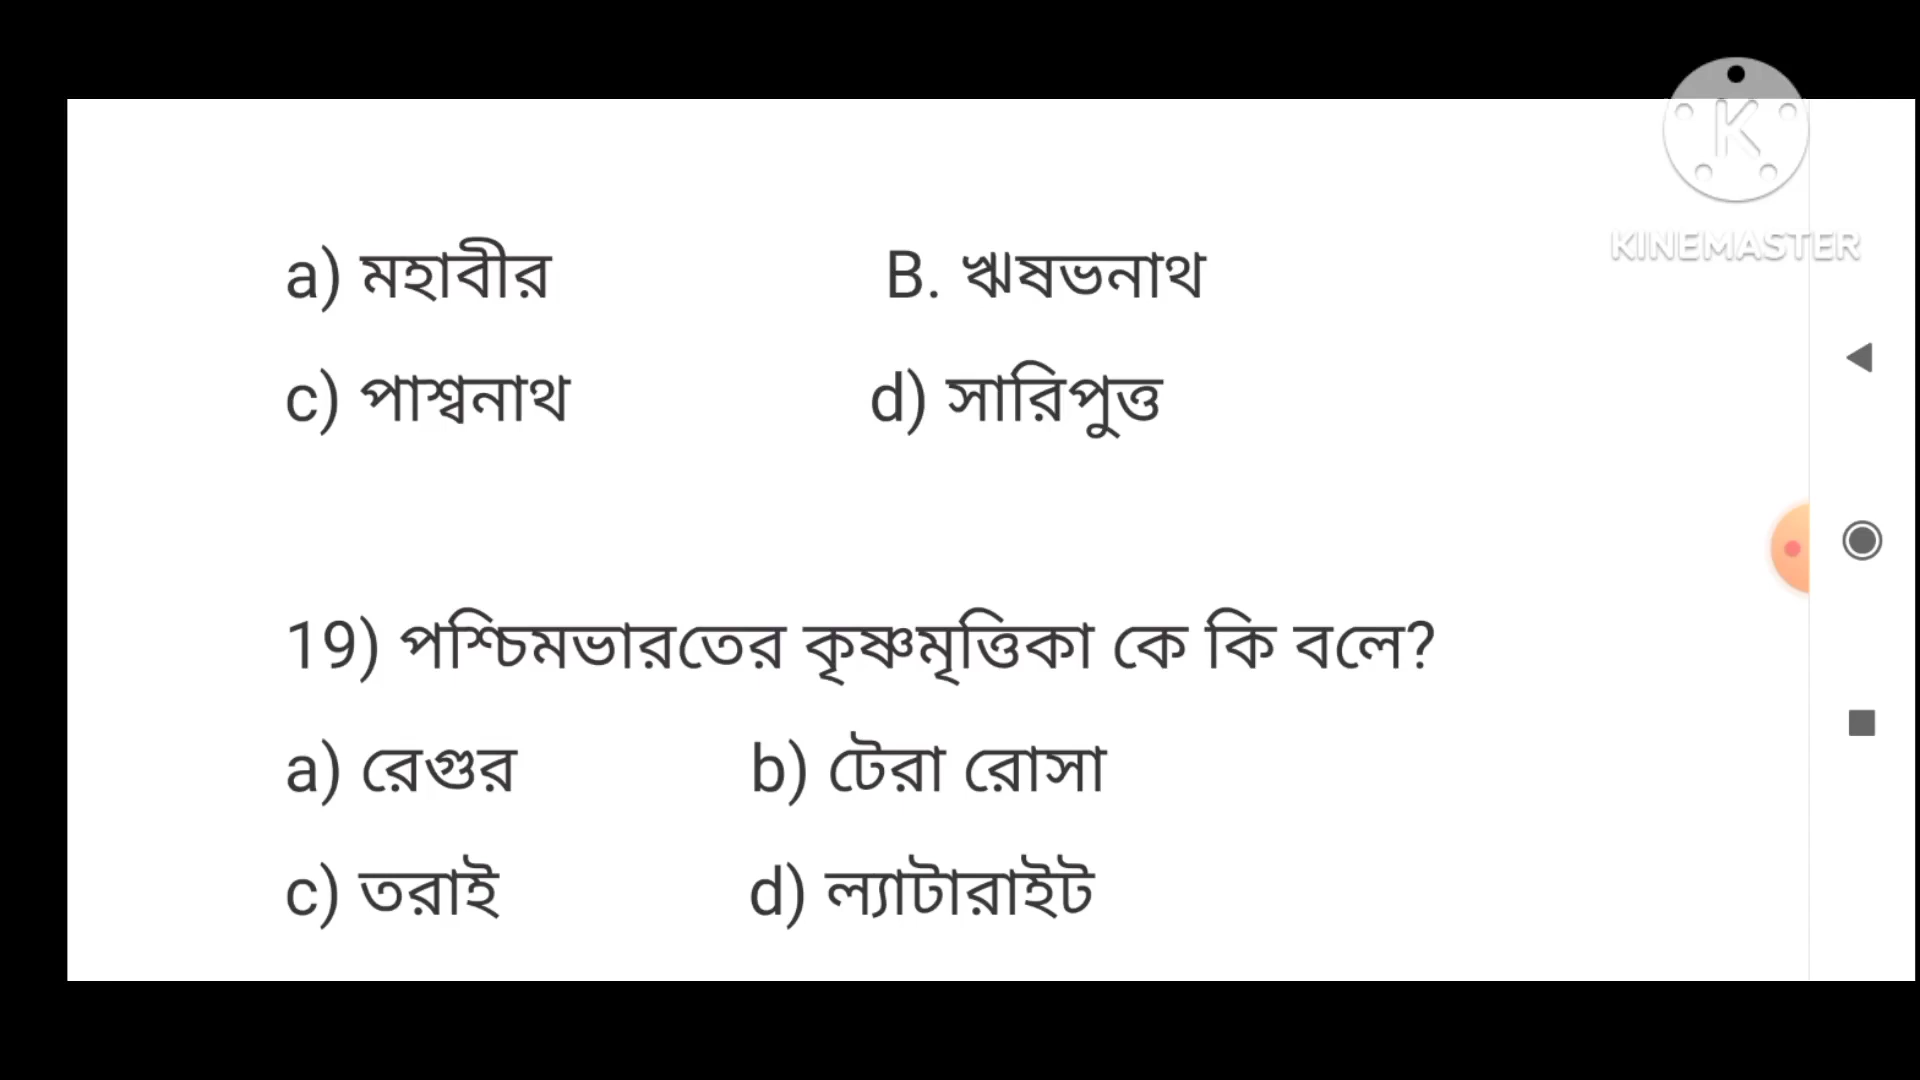 K
KINEMASTER
a) মহাবীর B. ঋষভনাথ
c) পাশ্বনাথ d) সারিপুত্ত
19) পশ্চিমভারতের কৃষ্ণমৃত্তিকা কে কি বলে?
a) রেগুর b) টেরা রোসা
c) তরাই d) ল্যাটারাইট